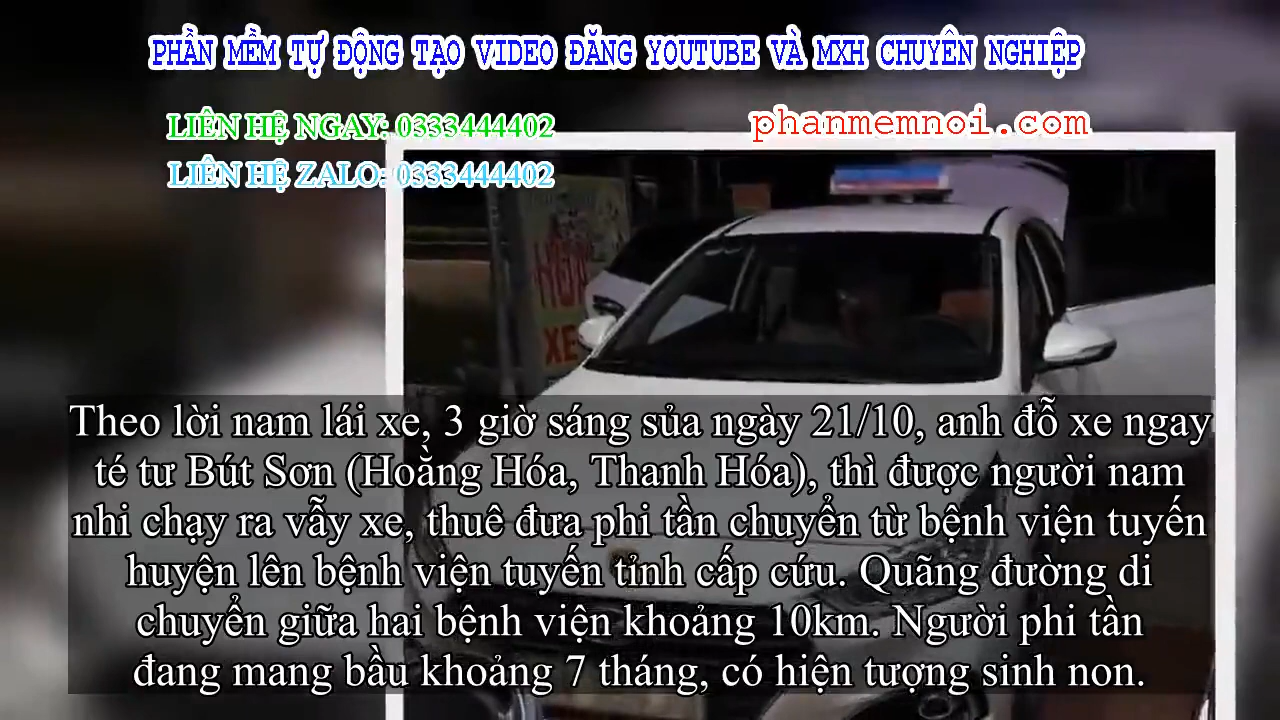 PHẦN MỀM TỰ ĐỘNG TẠO VIDEO ĐĂNG YOUTUBE VÀ MXH CHUYÊN NGHIỆP
LIÊN HỆ NGAY: 0333444402
phanmemnoi.com
LIÊN HỆ ZALO: 0333444402
XE
Theo lời nam lái xe, 3 giờ sáng sủa ngày 21/10, anh đỗ xe ngay
té tư Bút Sơn (Hoằng Hóa, Thanh Hóa), thì được người nam
nhi chạy ra vẫy xe, thuê đưa phi tần chuyển từ bệnh viện tuyến
huyện lên bệnh viện tuyến tỉnh cấp cứu. Quãng đường di
chuyển giữa hai bệnh viện khoảng 10km. Người phi tần
đang mang bầu khoảng 7 tháng, có hiện tượng sinh non.